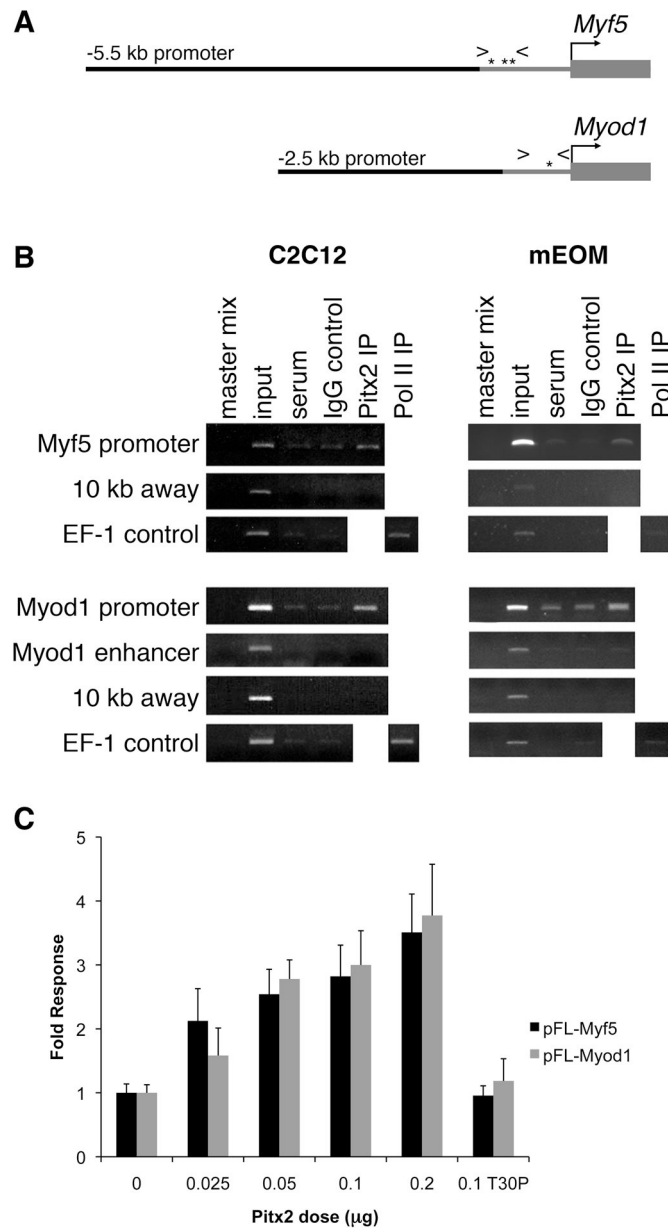 A
Myf5
-5.5 kb promoter
> * ** <
Myod1
-2.5 kb promoter
> * <
B
C2C12 mEOM
master mix input serum IgG control Pitx2 IP Pol II IP master mix input serum IgG control Pitx2 IP Pol II IP
Myf5 promoter
10 kb away
EF-1 control
Myod1 promoter
Myod1 enhancer
10 kb away
EF-1 control
C
5
4
3
2
1
0
Fold Response
pFL-Myf5
pFL-Myod1
0 0.025 0.05 0.1 0.2 0.1 T30P
Pitx2 dose (µg)